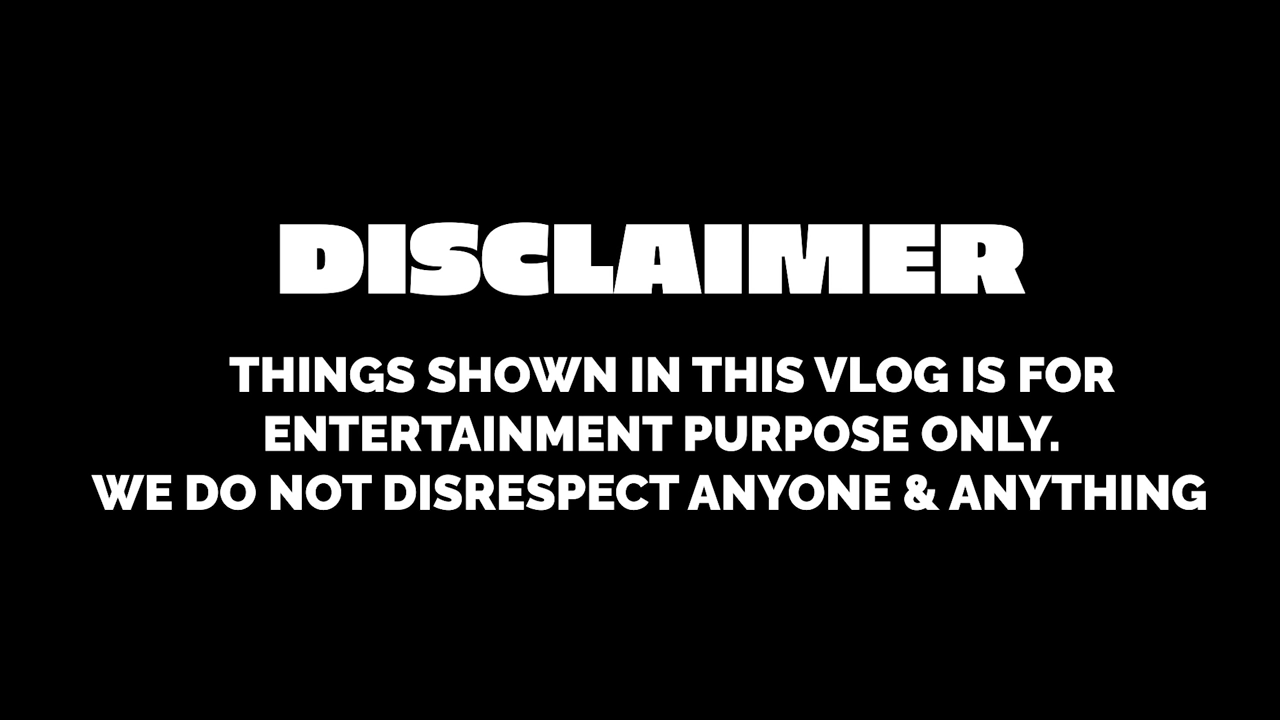 DISCLAIMER
THINGS SHOWN IN THIS VLOG IS FOR
ENTERTAINMENT PURPOSE ONLY.
WE DO NOT DISRESPECT ANYONE & ANYTHING